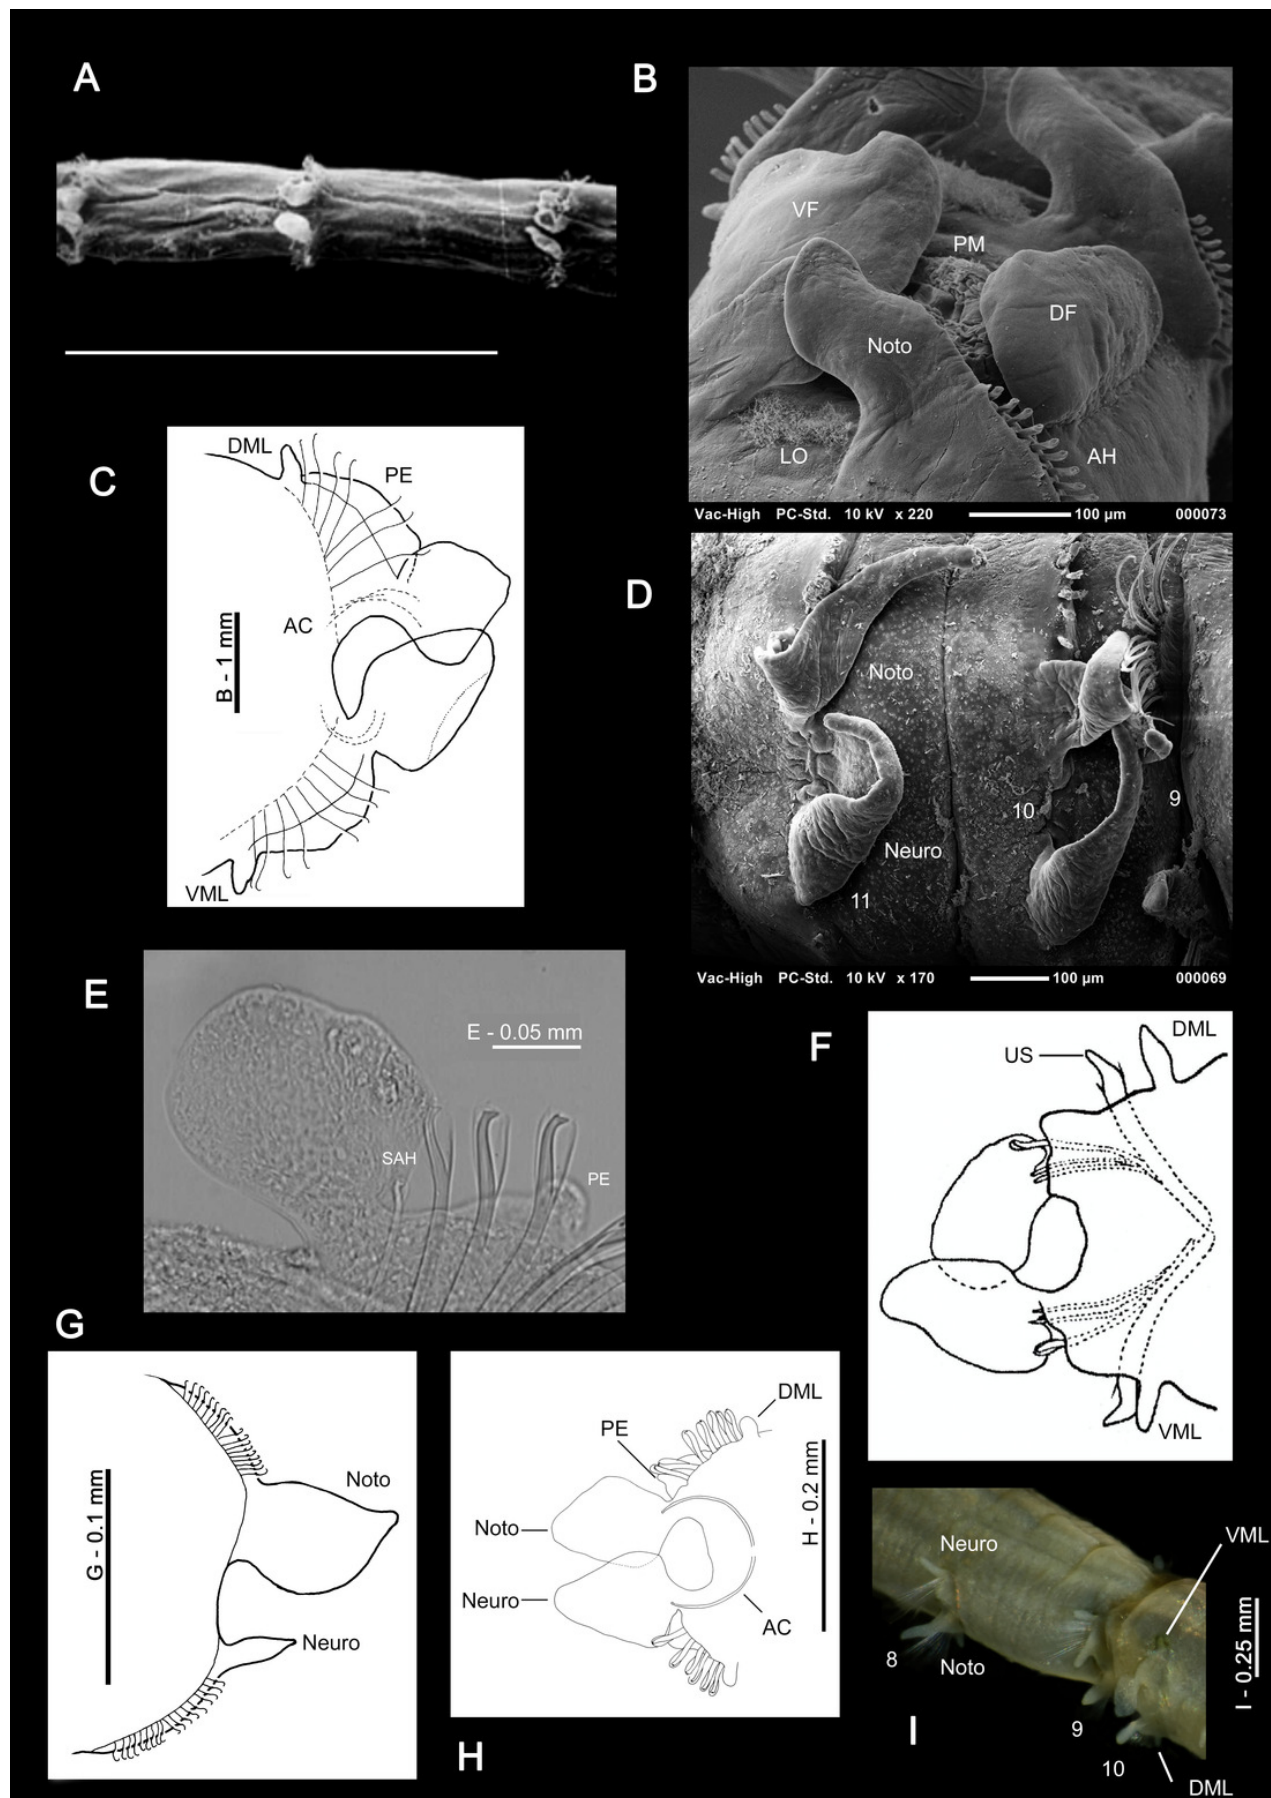 A
B
VF
PM
DF
Noto
LO
AH
Vac-High PC-Std. 10 kV x 220 100 µm 000073
C
DML
PE
AC
B - 1 mm
VML
D
Noto
10
9
Neuro
11
Vac-High PC-Std. 10 kV x 170 100 µm 000069
E
E - 0.05 mm
SAH
PE
F
DML
US
VML
G
Noto
G - 0.1 mm
Neuro
DML
PE
H - 0.2 mm
Noto
Neuro
AC
H
Neuro
VML
8
Noto
I - 0.25 mm
9
I
10
DML